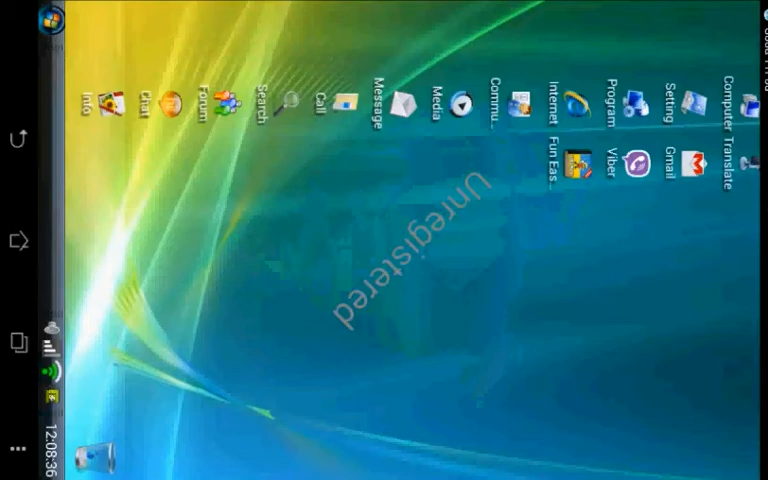 Computer
Setting
Program
Internet
Commu...
Media
Message
Call
Search
Forum
Chat
Info
Translate
Gmail
Viber
Fun Eas...
Unregistered
12:08:36